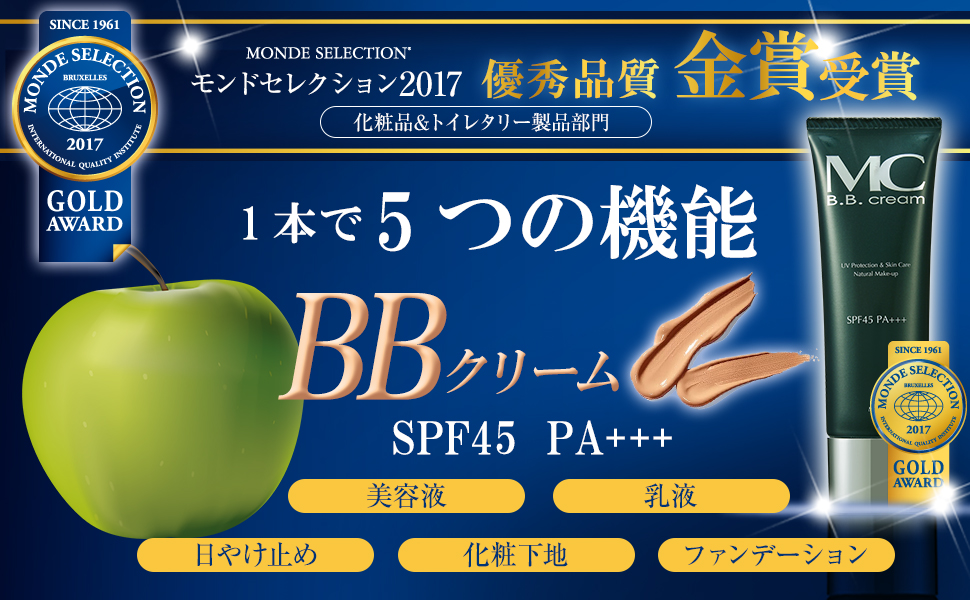 SINCE 1961
MONDE SELECTION
BRUXELLES
2017
INTERNATIONAL QUALITY INSTITUTE
GOLD
AWARD
MONDE SELECTION®
モンドセレクション2017 優秀品質 金賞受賞
化粧品&トイレタリー製品部門
1本で5つの機能
BBクリーム
SPF45 PA+++
美容液 乳液
日やけ止め 化粧下地 ファンデーション
MC
B.B. cream
UV Protection & Skin Care
Natural Make-up
SPF45 PA+++
SINCE 1961
MONDE SELECTION
BRUXELLES
2017
INTERNATIONAL QUALITY INSTITUTE
GOLD
AWARD